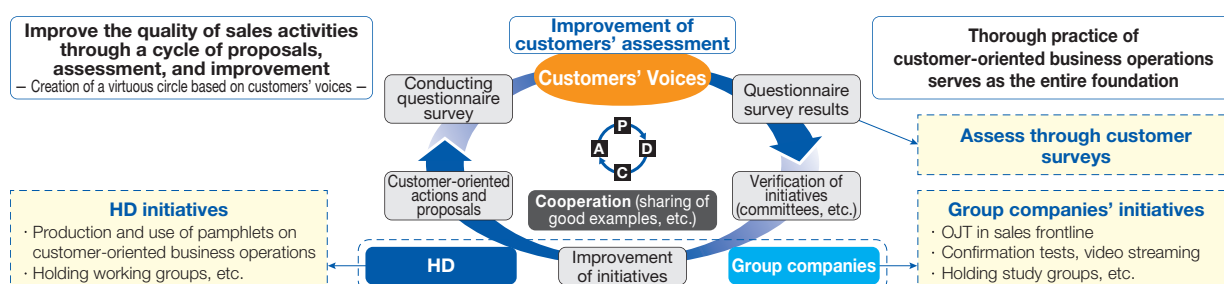 Improve the quality of sales activities
through a cycle of proposals,
assessment, and improvement
— Creation of a virtuous circle based on customers' voices —
Improvement of
customers' assessment
Customers' Voices
Thorough practice of
customer-oriented business operations
serves as the entire foundation
Conducting
questionnaire
survey
Questionnaire
survey results
Assess through customer
surveys
P
A
D
C
Customer-oriented
actions and
proposals
Cooperation (sharing of
good examples, etc.)
Verification of
initiatives
(committees, etc.)
HD initiatives
· Production and use of pamphlets on
customer-oriented business operations
· Holding working groups, etc.
HD
Improvement
of initiatives
Group companies
Group companies' initiatives
· OJT in sales frontline
· Confirmation tests, video streaming
· Holding study groups, etc.